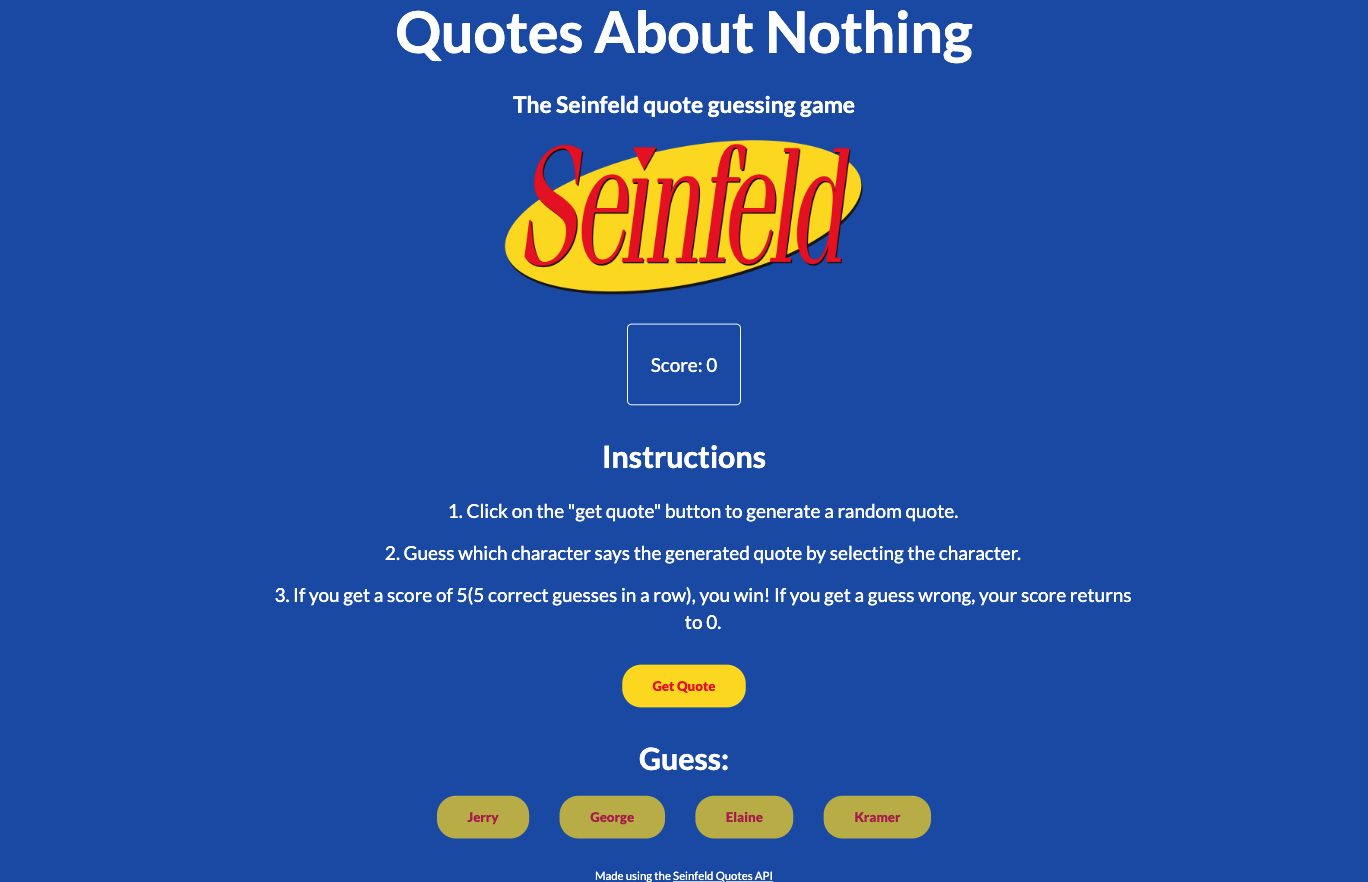 Quotes About Nothing
The Seinfeld quote guessing game
Seinfeld
Score: 0
Instructions
1. Click on the "get quote" button to generate a random quote.
2. Guess which character says the generated quote by selecting the character.
3. If you get a score of 5(5 correct guesses in a row), you win! If you get a guess wrong, your score returns
to 0.
Get Quote
Guess:
Jerry George Elaine Kramer
Made using the Seinfeld Quotes API